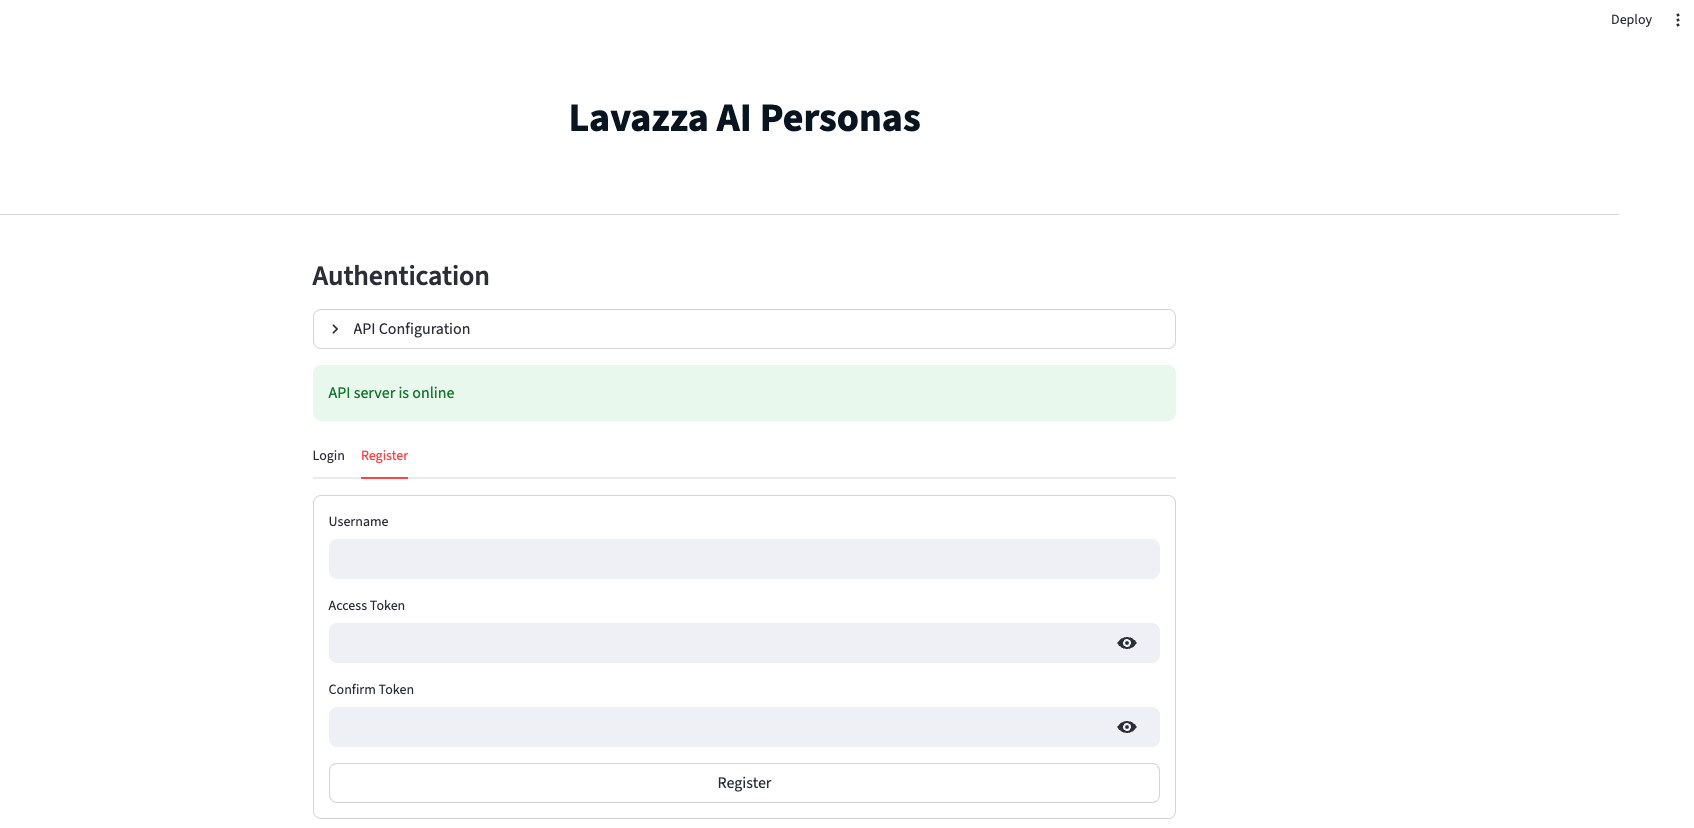 Deploy
Lavazza AI Personas
Authentication
API Configuration
API server is online
Login Register
Username
Access Token
Confirm Token
Register